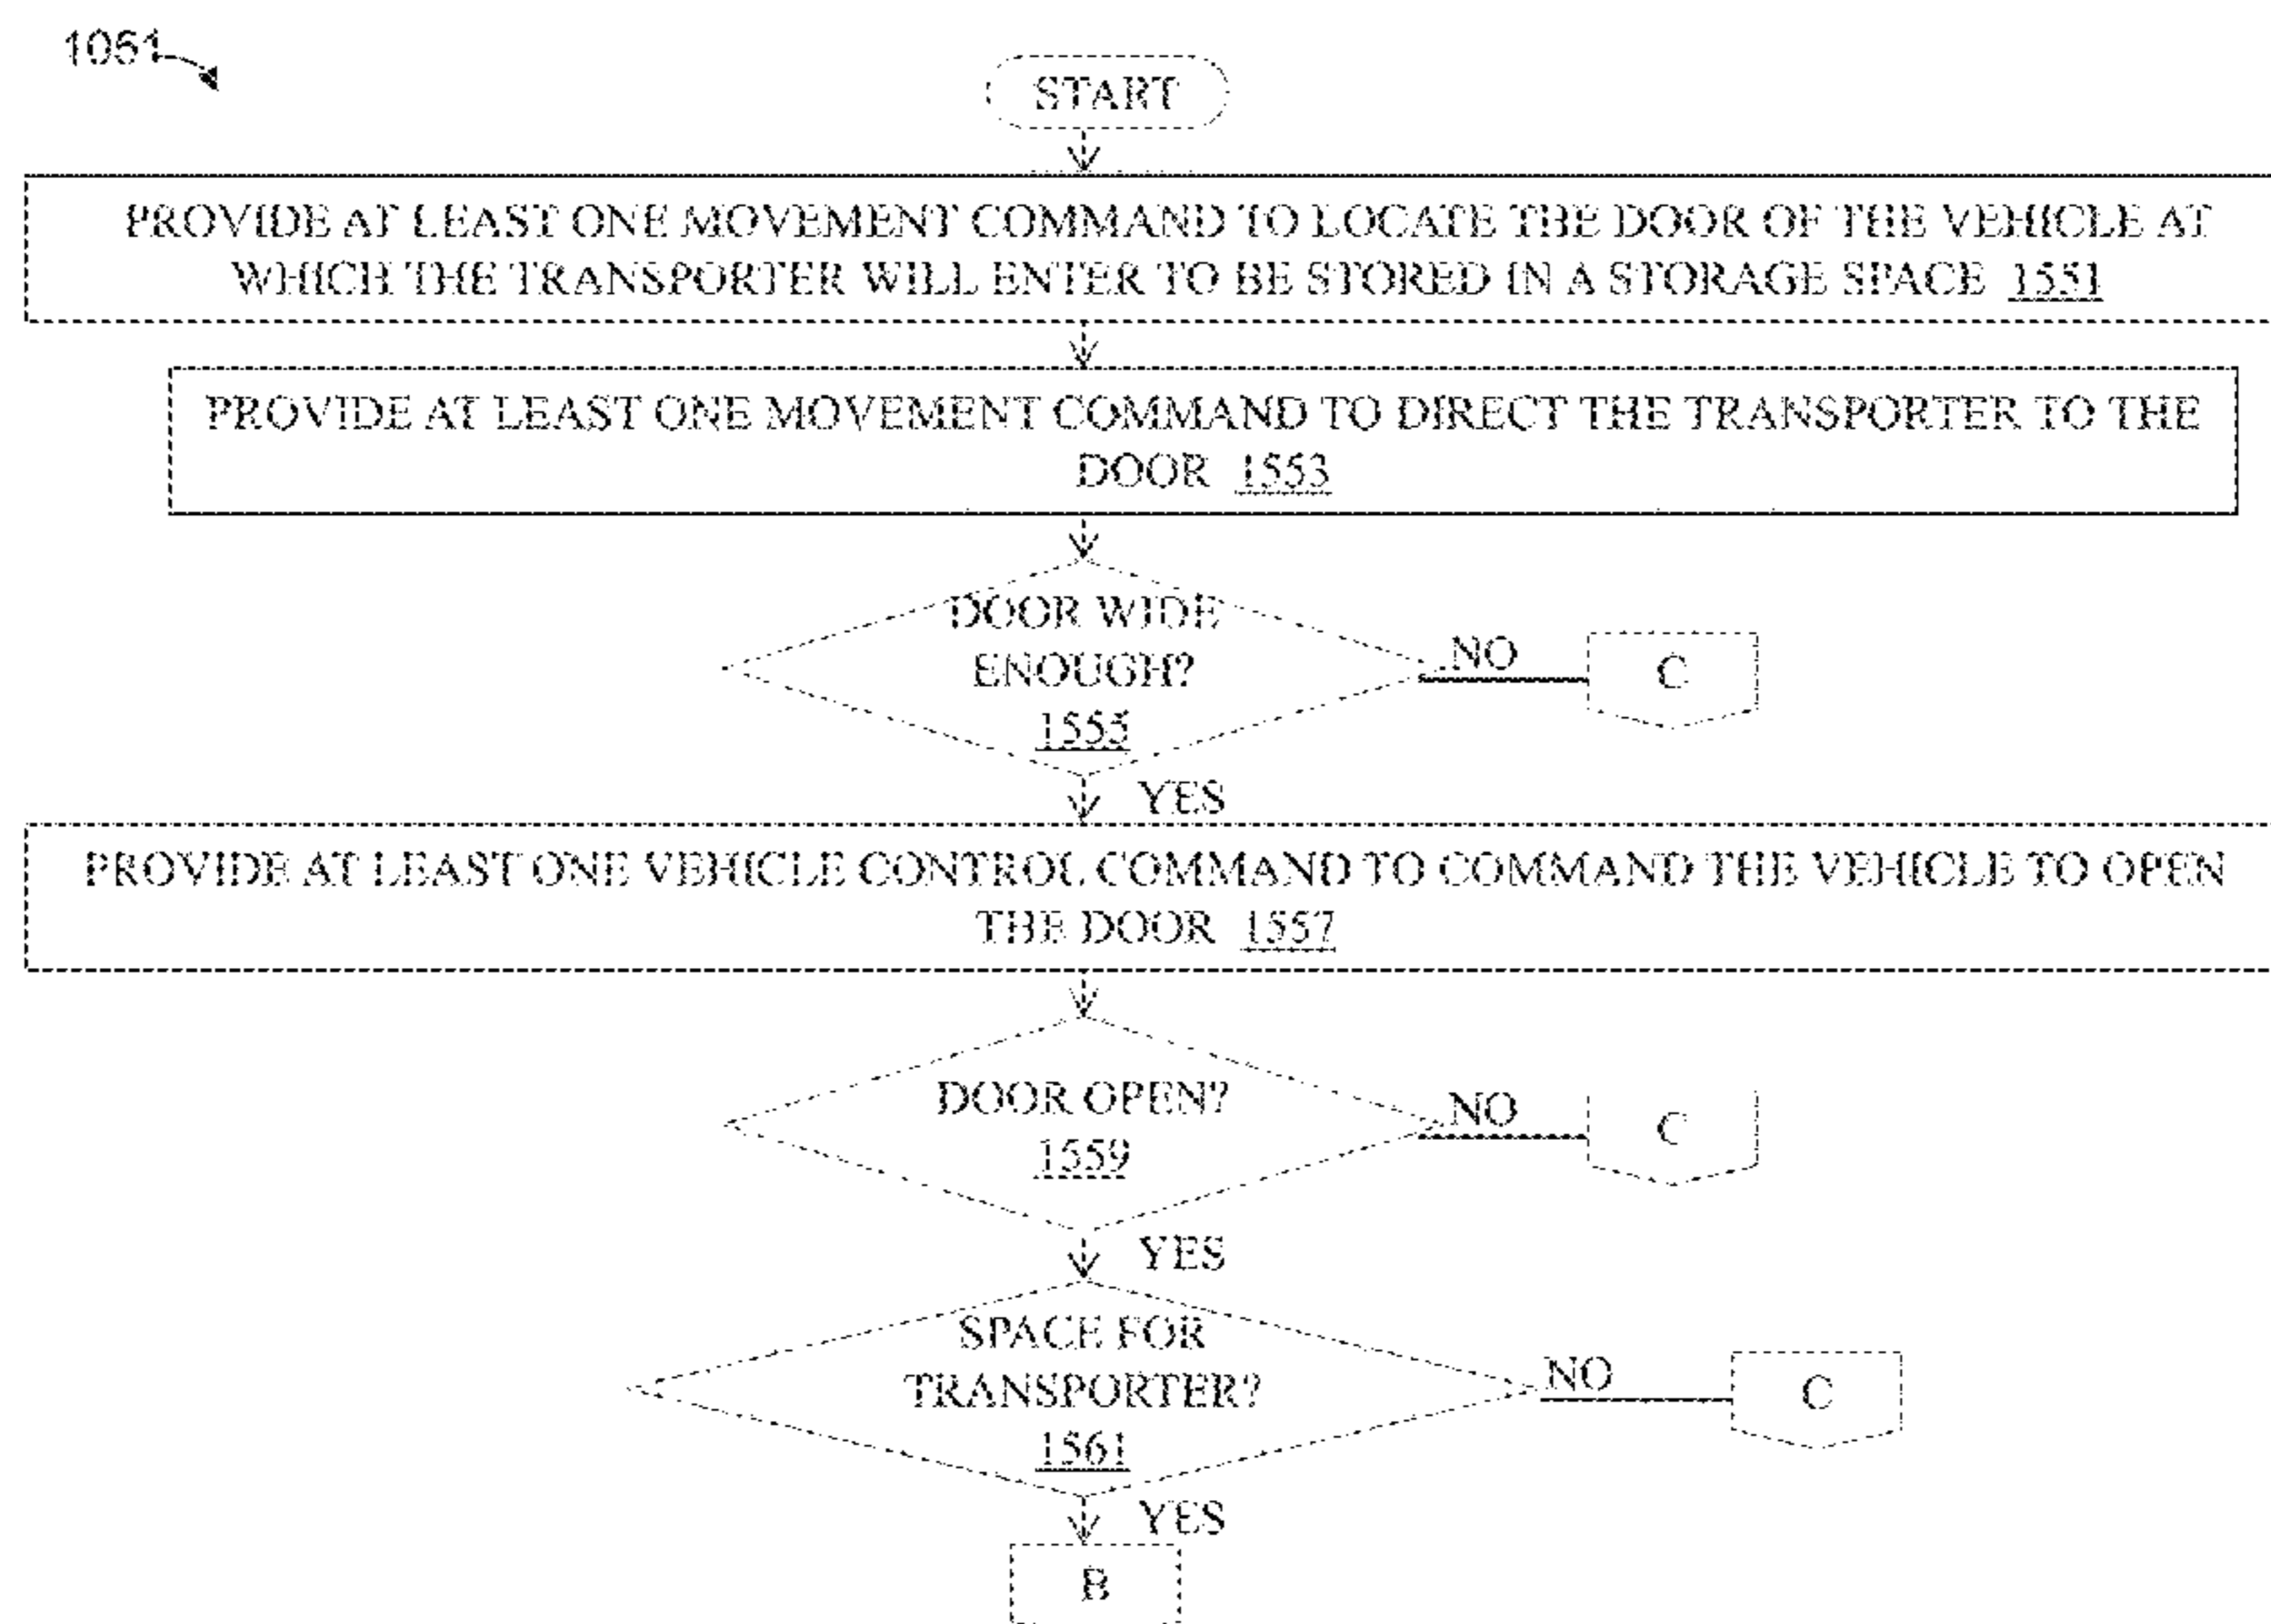 1051
START
PROVIDE AT LEAST ONE MOVEMENT COMMAND TO LOCATE THE DOOR OF THE VEHICLE AT
WHICH THE TRANSPORTER WILL ENTER TO BE STORED IN A STORAGE SPACE 1551
PROVIDE AT LEAST ONE MOVEMENT COMMAND TO DIRECT THE TRANSPORTER TO THE
DOOR 1553
DOOR WIDE
ENOUGH?
1555
NO
C
YES
PROVIDE AT LEAST ONE VEHICLE CONTROL COMMAND TO COMMAND THE VEHICLE TO OPEN
THE DOOR 1557
DOOR OPEN?
1559
NO
C
YES
SPACE FOR
TRANSPORTER?
1561
NO
C
YES
B